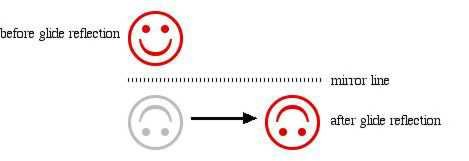 before glide reflection
mirror line
after glide reflection